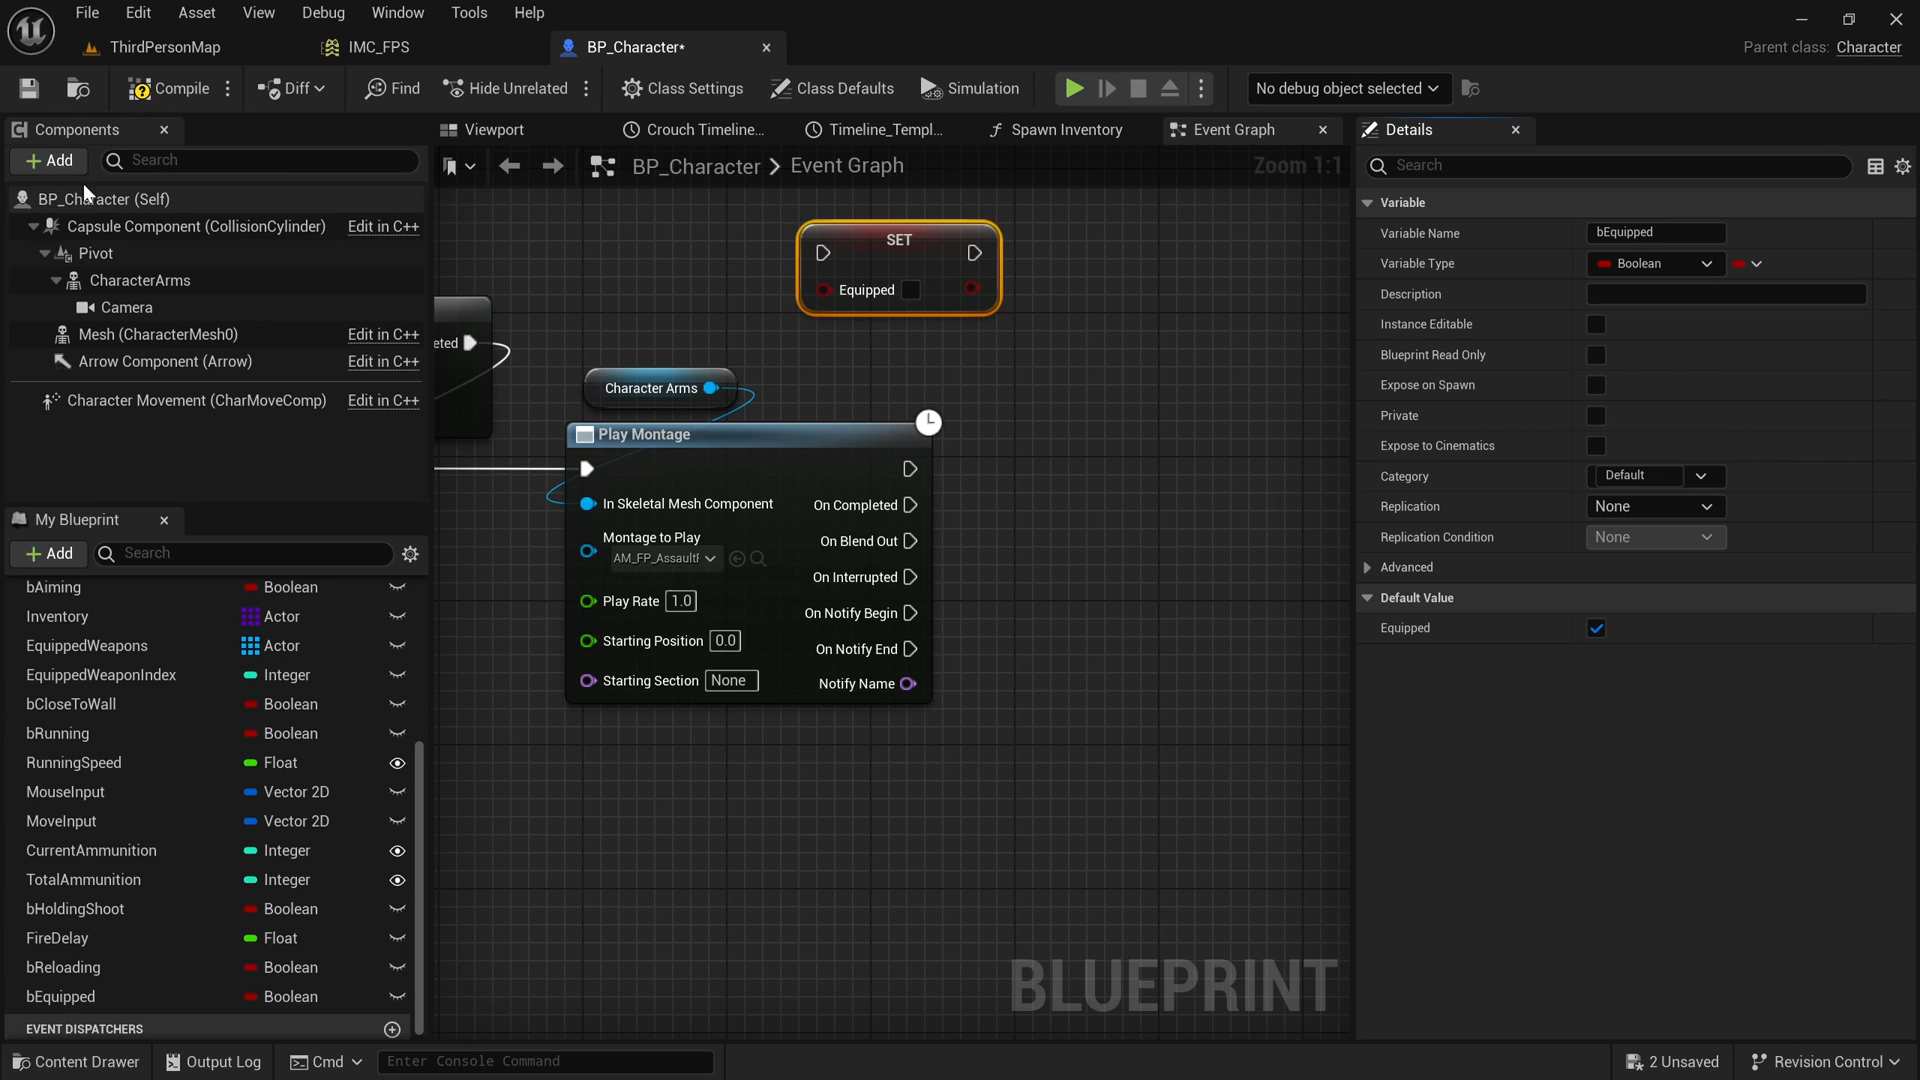 File Edit Asset View Debug Window Tools Help
ThirdPersonMap IMC_FPS BP_Character* Parent class: Character
Compile Diff Find Hide Unrelated Class Settings Class Defaults Simulation No debug object selected
Components
Add Search
BP_Character (Self)
Capsule Component (CollisionCylinder) Edit in C++
Pivot
CharacterArms
Camera
Mesh (CharacterMesh0) Edit in C++
Arrow Component (Arrow) Edit in C++
Character Movement (CharMoveComp) Edit in C++
My Blueprint
Add Search
bAiming Boolean
Inventory Actor
EquippedWeapons Actor
EquippedWeaponIndex Integer
bCloseToWall Boolean
bRunning Boolean
RunningSpeed Float
MouseInput Vector 2D
MoveInput Vector 2D
CurrentAmmunition Integer
TotalAmmunition Integer
bHoldingShoot Boolean
FireDelay Float
bReloading Boolean
bEquipped Boolean
EVENT DISPATCHERS
Viewport Crouch Timeline... Timeline_Templ... Spawn Inventory Event Graph
BP_Character > Event Graph Zoom 1:1
SET
Equipped
eted
Character Arms
Play Montage
In Skeletal Mesh Component On Completed
Montage to Play On Blend Out
AM_FP_Assault
On Interrupted
Play Rate 1.0 On Notify Begin
Starting Position 0.0 On Notify End
Starting Section None Notify Name
BLUEPRINT
Details
Search
Variable
Variable Name bEquipped
Variable Type Boolean
Description
Instance Editable
Blueprint Read Only
Expose on Spawn
Private
Expose to Cinematics
Category Default
Replication None
Replication Condition None
Advanced
Default Value
Equipped
Content Drawer Output Log Cmd Enter Console Command 2 Unsaved Revision Control